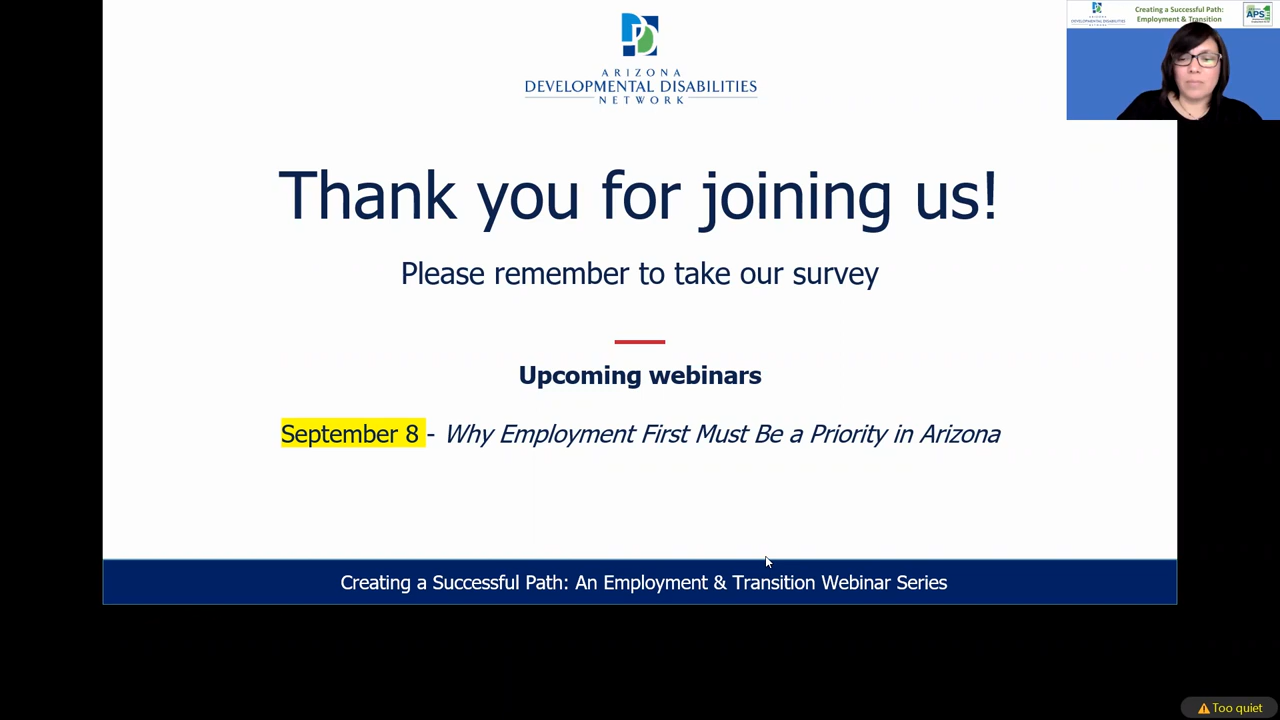 ARIZONA
DEVELOPMENTAL DISABILITIES
NETWORK
Creating a Successful Path:
Employment & Transition
APS
Thank you for joining us!
Please remember to take our survey
Upcoming webinars
September 8 - Why Employment First Must Be a Priority in Arizona
Creating a Successful Path: An Employment & Transition Webinar Series
Too quiet